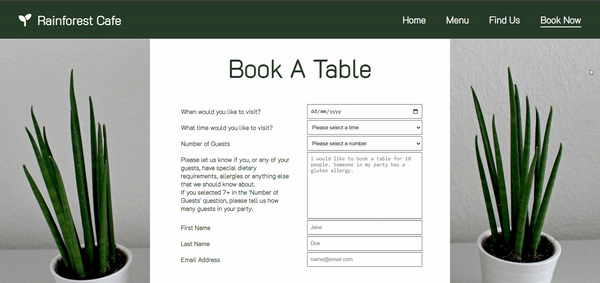 Rainforest Cafe
Home Menu Find Us Book Now
Book A Table
When would you like to visit?
dd/mm/yyyy
What time would you like to visit?
Please select a time
Number of Guests
Please select a number
Please let us know if you, or any of your
guests, have special dietary
requirements, allergies or anything else
that we should know about.
If you selected 7+ in the 'Number of
Guests' question, please tell us how
many guests in your party.
I would like to book a table for 10
people. Someone in my party has a
gluten allergy.
First Name
Jane
Last Name
Doe
Email Address
name@email.com